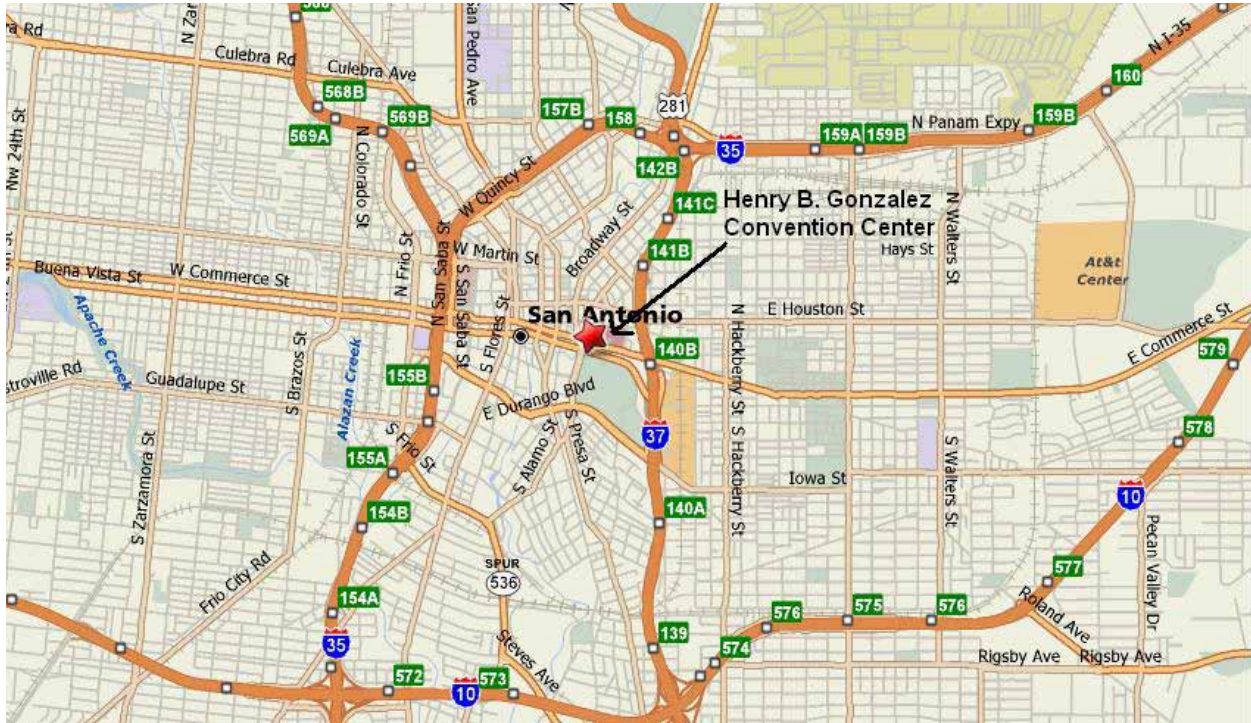 568B
569A
569B
157B
158
281
142B
35
159A
159B
N Panam Expy
159B
160
N I-35
Culebra Rd
Culebra Ave
San Pedro Ave
Nw 24th St
N Colorado St
W Quincy St
141C
Henry B. Gonzalez
Convention Center
N Walters St
Hays St
At&t
Center
Broadway St
W Martin St
141B
N Frio St
N San Saba St
S San Saba St
Buena Vista St
W Commerce St
S Flores St
San Antonio
E Houston St
N Hackberry St
E Commerce St
579
Apache Creek
140B
Guadalupe St
S Brazos St
Alazan Creek
155B
E Durango Blvd
37
S Hackberry St
578
S Frio St
S Alamo St
S Presa St
S Walters St
155A
Iowa St
10
S Zarzamora St
154B
140A
Pecan Valley Dr
SPUR
536
Frio City Rd
577
154A
576
575
576
Roland Ave
35
Steves Ave
139
574
Rigsby Ave
Rigsby Ave
572
10
573